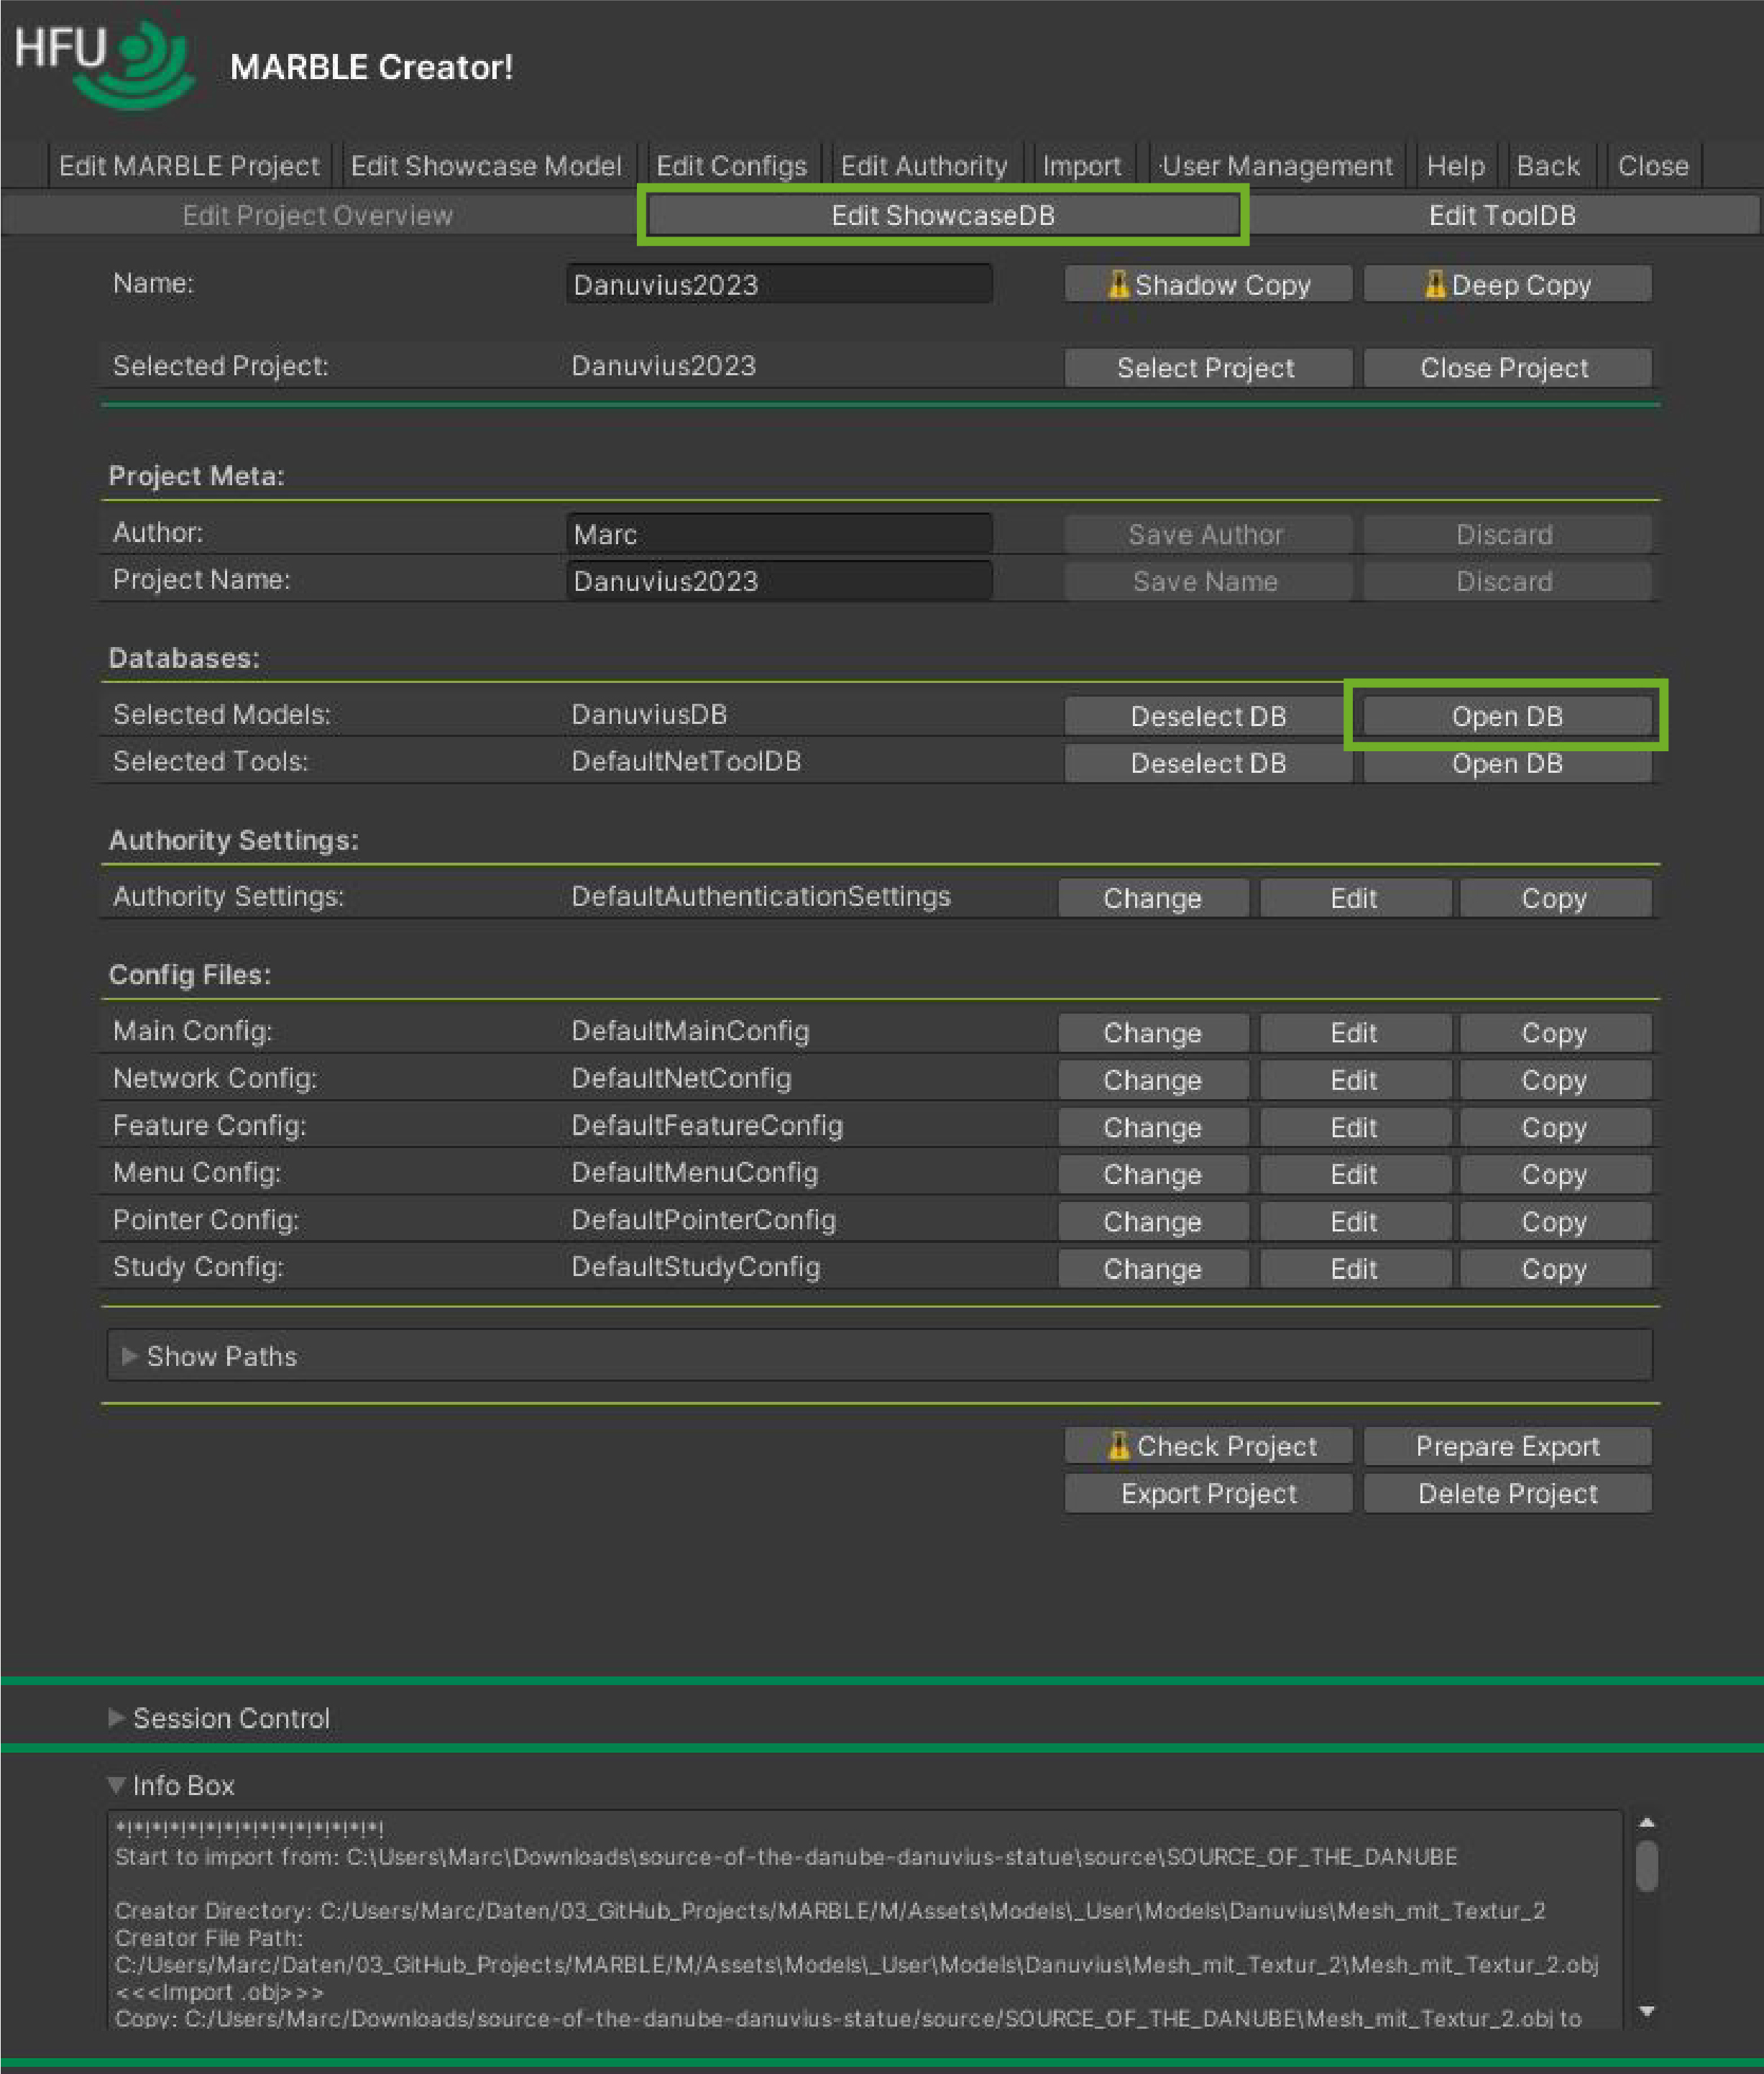 HFU
MARBLE Creator!
Edit MARBLE Project Edit Showcase Model Edit Configs Edit Authority Import User Management Help Back Close
Edit Project Overview Edit ShowcaseDB Edit ToolDB
Name: Danuvius2023 Shadow Copy Deep Copy
Selected Project: Danuvius2023 Select Project Close Project
Project Meta:
Author: Marc Save Author Discard
Project Name: Danuvius2023 Save Name Discard
Databases:
Selected Models: DanuviusDB Deselect DB Open DB
Selected Tools: DefaultNetToolDB Deselect DB Open DB
Authority Settings:
Authority Settings: DefaultAuthenticationSettings Change Edit Copy
Config Files:
Main Config: DefaultMainConfig Change Edit Copy
Network Config: DefaultNetConfig Change Edit Copy
Feature Config: DefaultFeatureConfig Change Edit Copy
Menu Config: DefaultMenuConfig Change Edit Copy
Pointer Config: DefaultPointerConfig Change Edit Copy
Study Config: DefaultStudyConfig Change Edit Copy
Show Paths
Check Project Prepare Export
Export Project Delete Project
Session Control
Info Box
*!*!*!*!*!*!*!*!*!*!*!*!*!*!*!
Start to import from: C:\Users\Marc\Downloads\source-of-the-danube-danuvius-statue\source\SOURCE_OF_THE_DANUBE
Creator Directory: C:/Users/Marc/Daten/03_GitHub_Projects/MARBLE/M/Assets\Models\_User\Models\Danuvius\Mesh_mit_Textur_2
Creator File Path:
C:/Users/Marc/Daten/03_GitHub_Projects/MARBLE/M/Assets\Models\_User\Models\Danuvius\Mesh_mit_Textur_2\Mesh_mit_Textur_2.obj
<<<Import .obj>>>
Copy: C:/Users/Marc/Downloads/source-of-the-danube-danuvius-statue/source/SOURCE_OF_THE_DANUBE\Mesh_mit_Textur_2.obj to